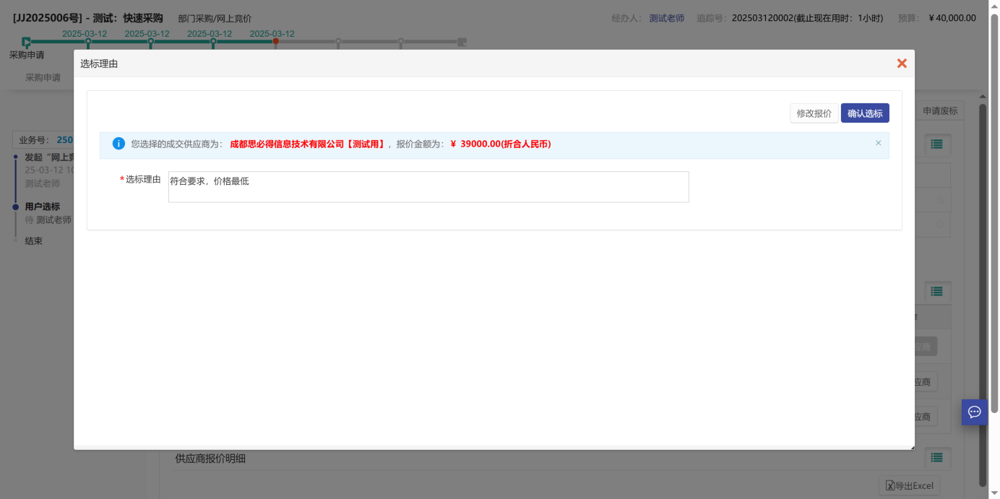 [JJ2025006号] - 测试：快速采购 部门采购/网上竞价 经办人： 测试老师 追踪号： 202503120002(截止现在用时：1小时) 预算： ￥40,000.00
2025-03-12 2025-03-12 2025-03-12 2025-03-12
采购申请
采购申请
选标理由
修改报价 确认选标
申请废标
您选择的成交供应商为： 成都思必得信息技术有限公司【测试用】，报价金额为：￥ 39000.00(折合人民币)
业务号： 250
发起“网上竞
25-03-12 10
测试老师
*选标理由 符合要求，价格最低
用户选标
待 测试老师
结束
应商
应商
应商
供应商报价明细
导出Excel